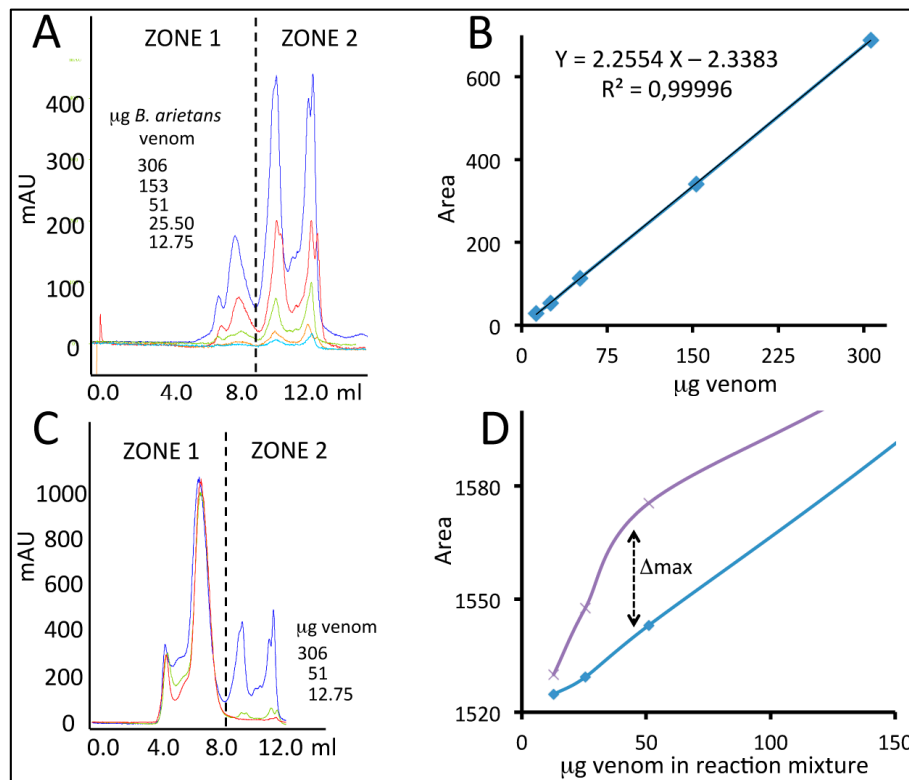 A
ZONE 1
ZONE 2
400
300
200
100
0
mAU
µg B. arietans
venom
306
153
51
25.50
12.75
0.0
4.0
8.0
12.0 ml
B
Y = 2.2554 X – 2.3383
R² = 0,99996
600
400
200
0
Area
0
75
150
225
300
µg venom
C
ZONE 1
ZONE 2
1000
800
600
400
200
0
mAU
µg venom
306
51
12.75
0.0
4.0
8.0
12.0 ml
D
1580
1550
1520
Area
Δmax
0
50
100
150
µg venom in reaction mixture